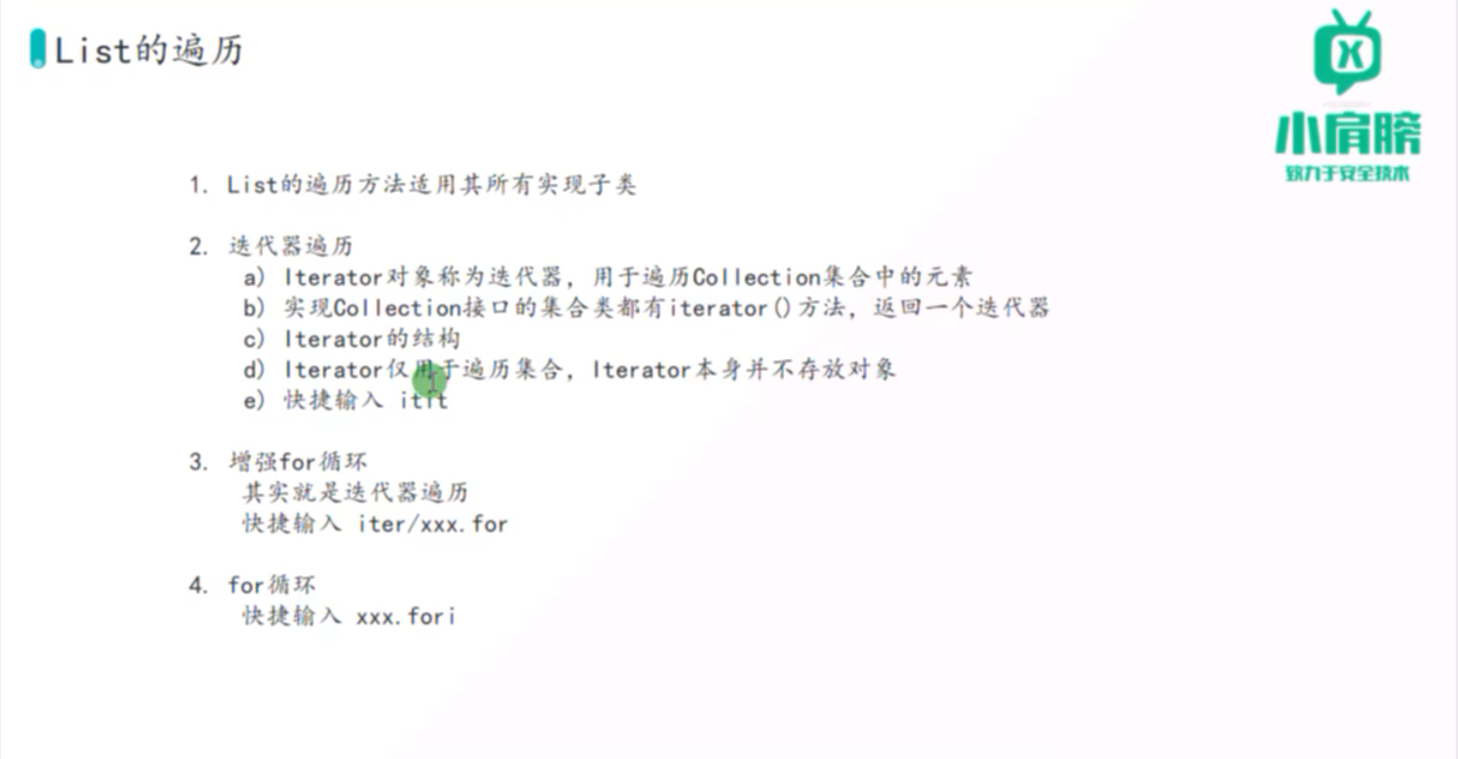 List的遍历
小肩膀
致力于安全技术
1. List的遍历方法适用其所有实现子类
2. 迭代器遍历
a) Iterator对象称为迭代器，用于遍历Collection集合中的元素
b) 实现Collection接口的集合类都有iterator()方法，返回一个迭代器
c) Iterator的结构
d) Iterator仅用于遍历集合，Iterator本身并不存放对象
e) 快捷输入 itit
3. 增强for循环
其实就是迭代器遍历
快捷输入 iter/xxx.for
4. for循环
快捷输入 xxx.fori